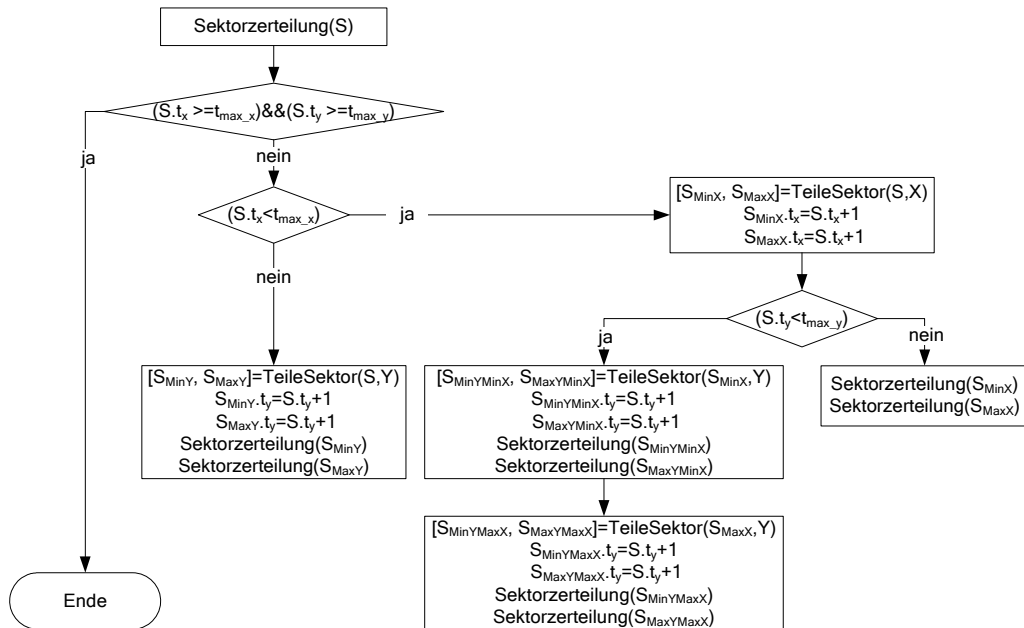 Sektorzerteilung(S)
(S.tx >=tmax_x)&&(S.ty >=tmax_y)
ja
nein
(S.tx<tmax_x)
ja
[SMinX, SMaxX]=TeileSektor(S,X)
SMinX.tx=S.tx+1
SMaxX.tx=S.tx+1
nein
(S.ty<tmax_y)
ja
nein
[SMinY, SMaxY]=TeileSektor(S,Y)
SMinY.ty=S.ty+1
SMaxY.ty=S.ty+1
Sektorzerteilung(SMinY)
Sektorzerteilung(SMaxY)
[SMinYMinX, SMaxYMinX]=TeileSektor(SMinX,Y)
SMinYMinX.ty=S.ty+1
SMaxYMinX.ty=S.ty+1
Sektorzerteilung(SMinYMinX)
Sektorzerteilung(SMaxYMinX)
Sektorzerteilung(SMinX)
Sektorzerteilung(SMaxX)
[SMinYMaxX, SMaxYMaxX]=TeileSektor(SMaxX,Y)
SMinYMaxX.ty=S.ty+1
SMaxYMaxX.ty=S.ty+1
Sektorzerteilung(SMinYMaxX)
Sektorzerteilung(SMaxYMaxX)
Ende